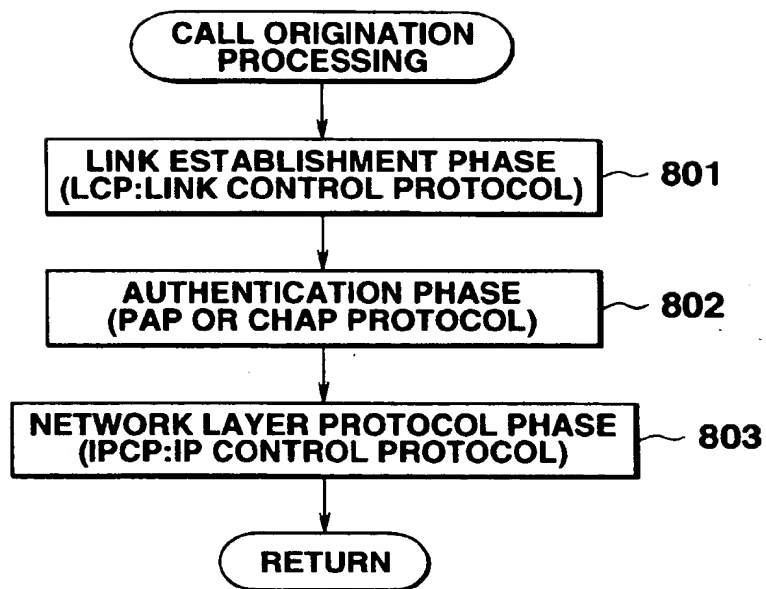 CALL ORIGINATION
PROCESSING
LINK ESTABLISHMENT PHASE
(LCP:LINK CONTROL PROTOCOL)
801
AUTHENTICATION PHASE
(PAP OR CHAP PROTOCOL)
802
NETWORK LAYER PROTOCOL PHASE
(IPCP:IP CONTROL PROTOCOL)
803
RETURN